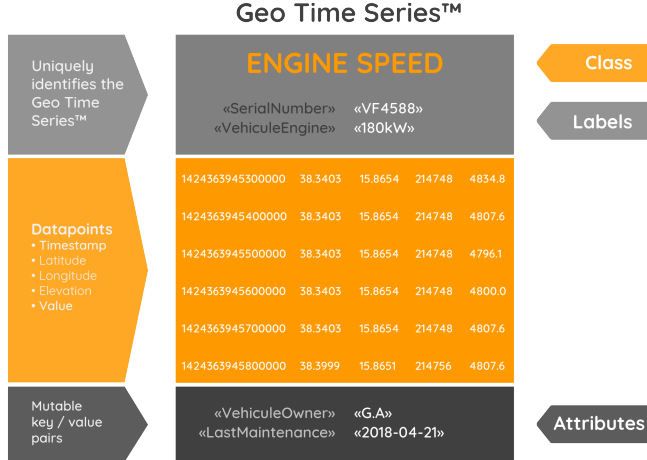 Geo Time Series™
Uniquely
identifies the
Geo Time
Series™
ENGINE SPEED
«SerialNumber» «VF4588»
«VehiculeEngine» «180kW»
Class
Labels
Datapoints
• Timestamp
• Latitude
• Longitude
• Elevation
• Value
1424363945300000 38.3403 15.8654 214748 4834.8
1424363945400000 38.3403 15.8654 214748 4807.6
1424363945500000 38.3403 15.8654 214748 4796.1
1424363945600000 38.3403 15.8654 214748 4800.0
1424363945700000 38.3403 15.8654 214748 4807.6
1424363945800000 38.3999 15.8651 214756 4807.6
Mutable
key / value
pairs
«VehiculeOwner» «G.A»
«LastMaintenance» «2018-04-21»
Attributes